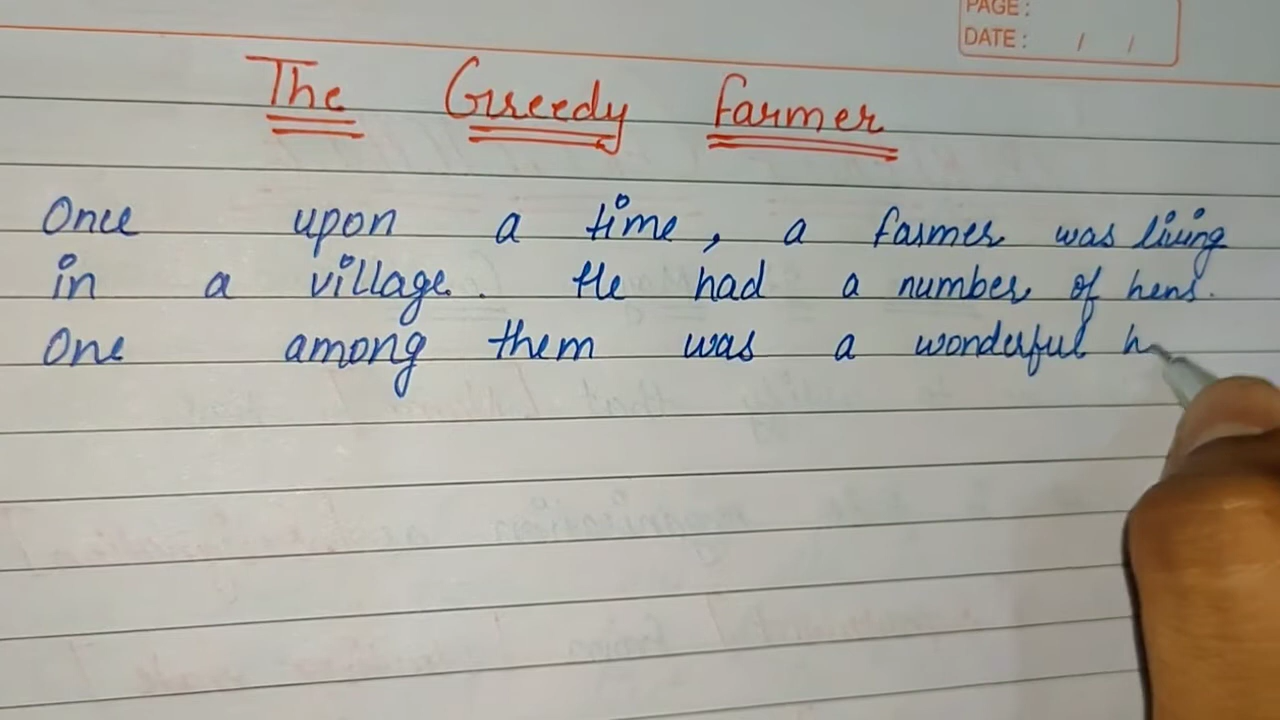 PAGE:
DATE: / /
The Greedy farmer
Once upon a time, a farmer was living
in a village. He had a number of hens.
One among them was a wonderful h